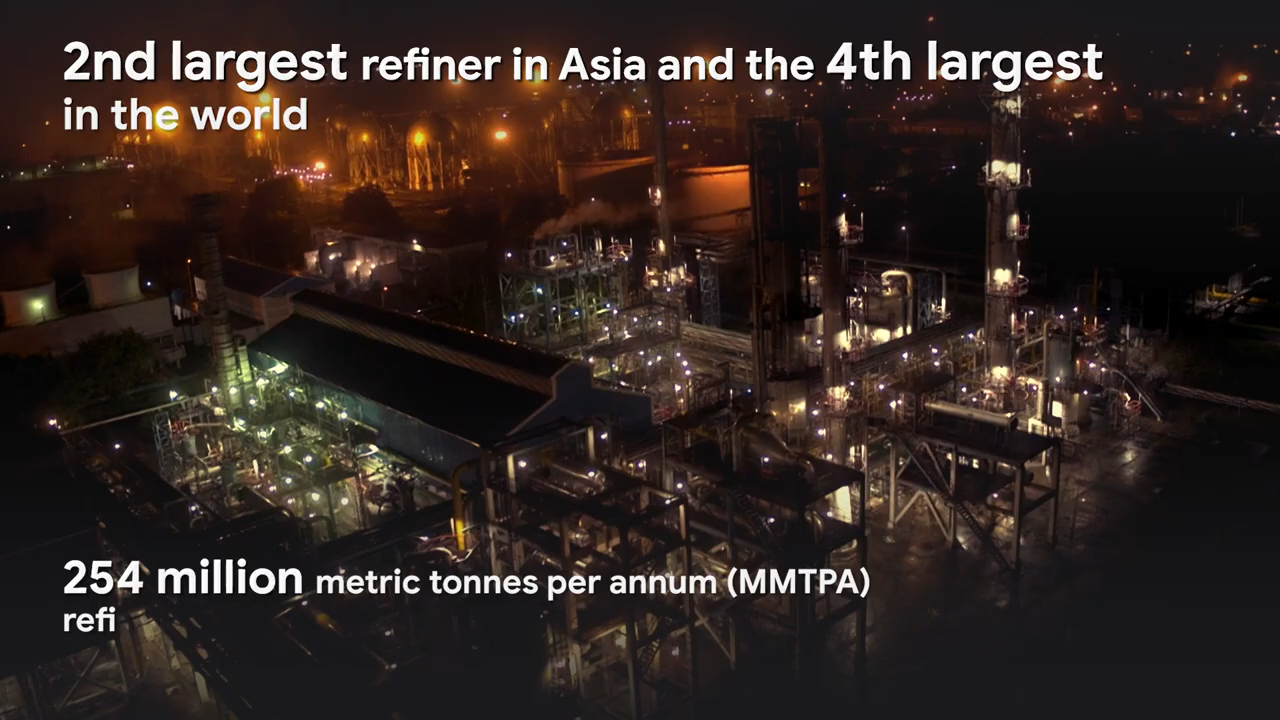 2nd largest refiner in Asia and the 4th largest
in the world
254 million metric tonnes per annum (MMTPA)
refi